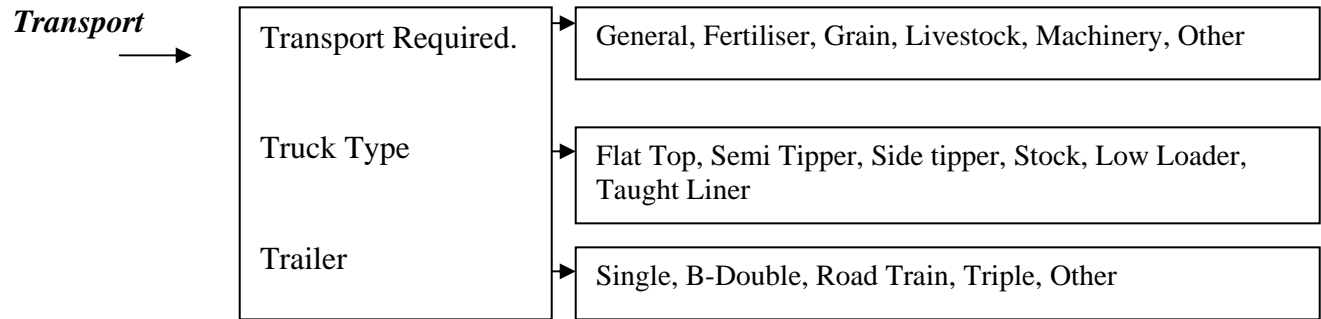 Transport
Transport Required.
General, Fertiliser, Grain, Livestock, Machinery, Other
Truck Type
Flat Top, Semi Tipper, Side tipper, Stock, Low Loader,
Taught Liner
Trailer
Single, B-Double, Road Train, Triple, Other